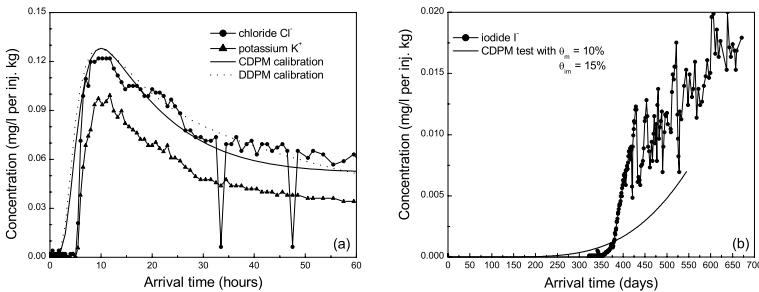 Concentration (mg/l per inj. kg)
0.15
0.12
0.09
0.06
0.03
0.00
chloride Cl-
potassium K+
CDPM calibration
DDPM calibration
(a)
0 10 20 30 40 50 60
Arrival time (hours)
Concentration (mg/l per inj. kg)
0.020
0.015
0.010
0.005
0.000
iodide I-
CDPM test with θm = 10%
θim = 15%
(b)
0 50 100 150 200 250 300 350 400 450 500 550 600 650 700
Arrival time (days)